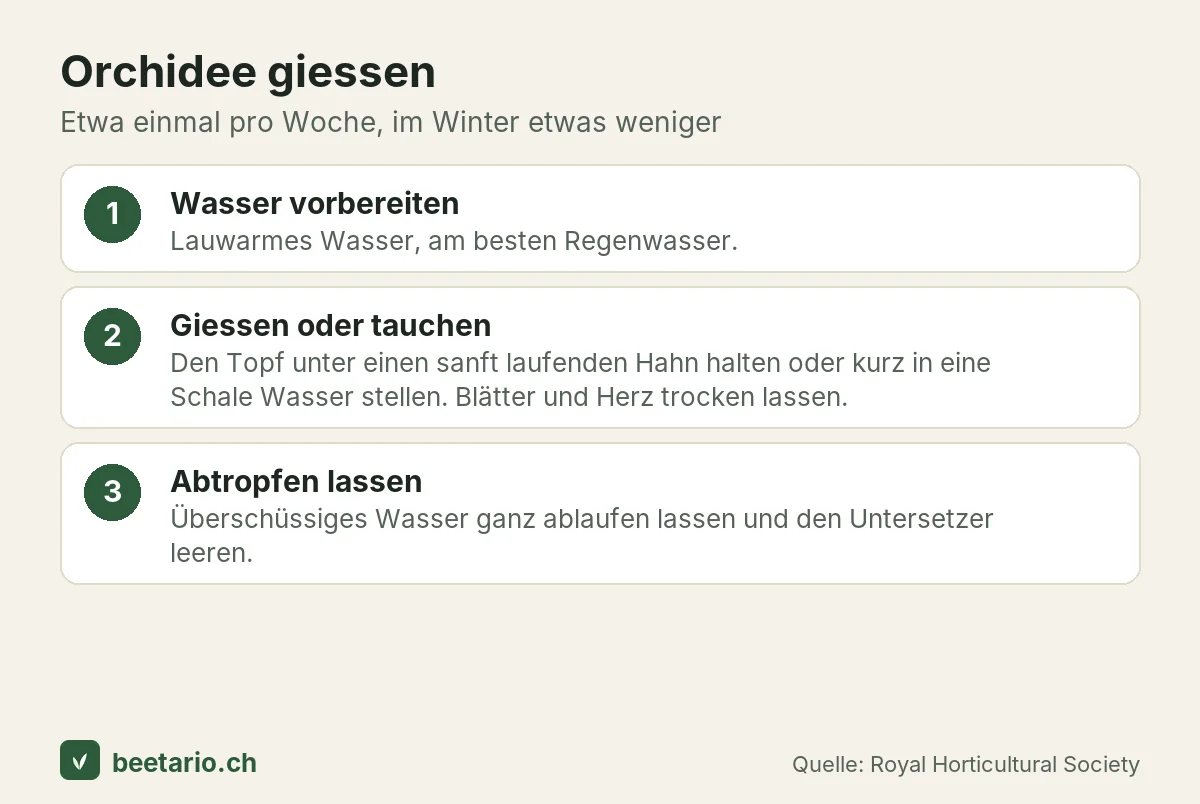 Orchidee giessen
Etwa einmal pro Woche, im Winter etwas weniger
1
Wasser vorbereiten
Lauwarmes Wasser, am besten Regenwasser.
2
Giessen oder tauchen
Den Topf unter einen sanft laufenden Hahn halten oder kurz in eine
Schale Wasser stellen. Blätter und Herz trocken lassen.
3
Abtropfen lassen
Überschüssiges Wasser ganz ablaufen lassen und den Untersetzer
leeren.
beetario.ch
Quelle: Royal Horticultural Society